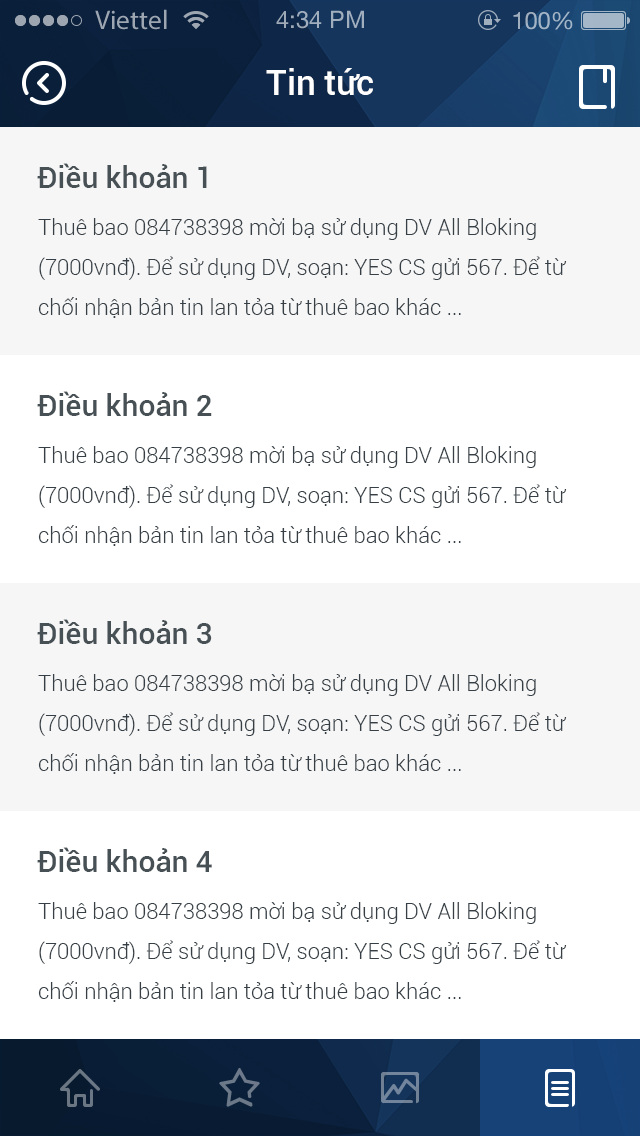 Viettel 4:34 PM 100%
Tin tức
Điều khoản 1
Thuê bao 084738398 mời bạ sử dụng DV All Bloking
(7000vnđ). Để sử dụng DV, soạn: YES CS gửi 567. Để từ
chối nhận bản tin lan tỏa từ thuê bao khác ...
Điều khoản 2
Thuê bao 084738398 mời bạ sử dụng DV All Bloking
(7000vnđ). Để sử dụng DV, soạn: YES CS gửi 567. Để từ
chối nhận bản tin lan tỏa từ thuê bao khác ...
Điều khoản 3
Thuê bao 084738398 mời bạ sử dụng DV All Bloking
(7000vnđ). Để sử dụng DV, soạn: YES CS gửi 567. Để từ
chối nhận bản tin lan tỏa từ thuê bao khác ...
Điều khoản 4
Thuê bao 084738398 mời bạ sử dụng DV All Bloking
(7000vnđ). Để sử dụng DV, soạn: YES CS gửi 567. Để từ
chối nhận bản tin lan tỏa từ thuê bao khác ...